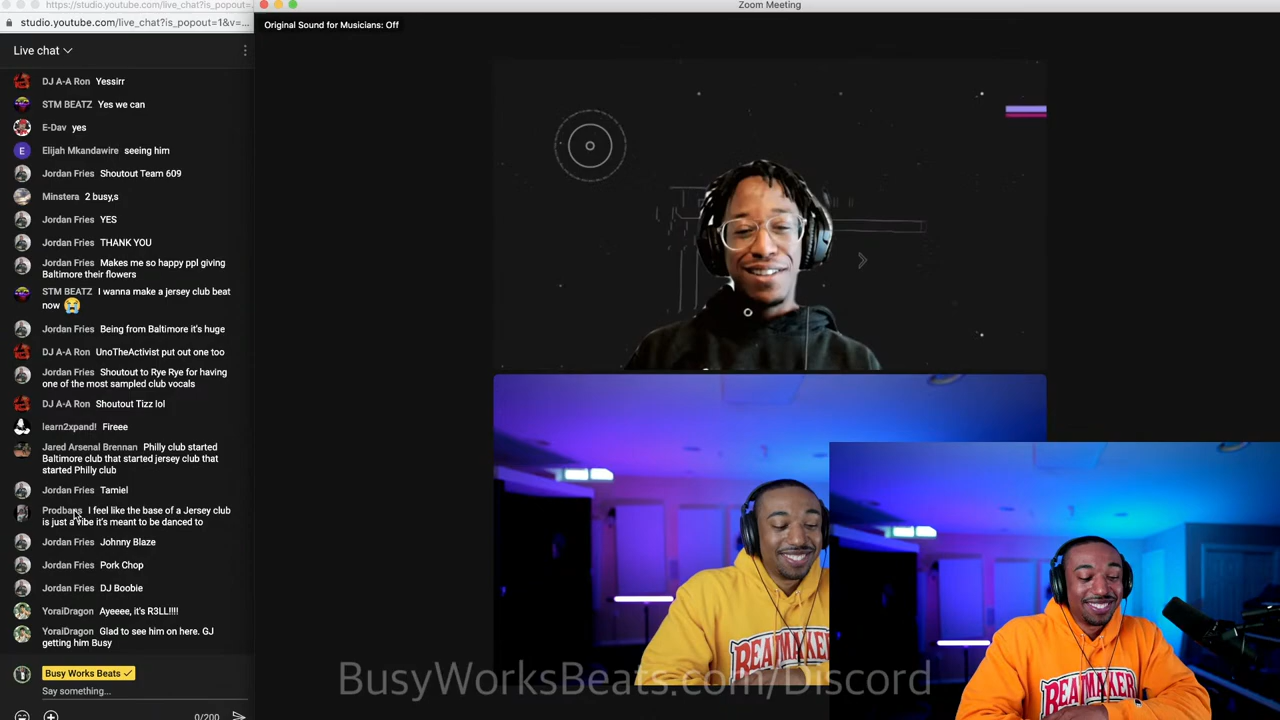 https://studio.youtube.com/live_chat?is_popout=
studio.youtube.com/live_chat?is_popout=1&v=...
Live chat
DJ A-A Ron Yessirr
STM BEATZ Yes we can
E-Dav yes
E
Elijah Mkandawire seeing him
Jordan Fries Shoutout Team 609
Minstera 2 busy,s
Jordan Fries YES
Jordan Fries THANK YOU
Jordan Fries Makes me so happy ppl giving
Baltimore their flowers
STM BEATZ I wanna make a jersey club beat
now 😭
Jordan Fries Being from Baltimore it's huge
DJ A-A Ron UnoTheActivist put out one too
Jordan Fries Shoutout to Rye Rye for having
one of the most sampled club vocals
DJ A-A Ron Shoutout Tizz lol
learn2xpand! Fireee
Jared Arsenal Brennan Philly club started
Baltimore club that started jersey club that
started Philly club
Jordan Fries Tamiel
I feel like the base of a Jersey club
is just a vibe it's meant to be danced to
Jordan Fries Johnny Blaze
Jordan Fries Pork Chop
Jordan Fries DJ Boobie
YoraiDragon Ayeeee, it's R3LL!!!!
YoraiDragon Glad to see him on here. GJ
getting him Busy
Busy Works Beats
Say something...
0/200
Zoom Meeting
Original Sound for Musicians: Off
BEATMAKER
BEATMAKER
BusyWorksBeats.com/Discord